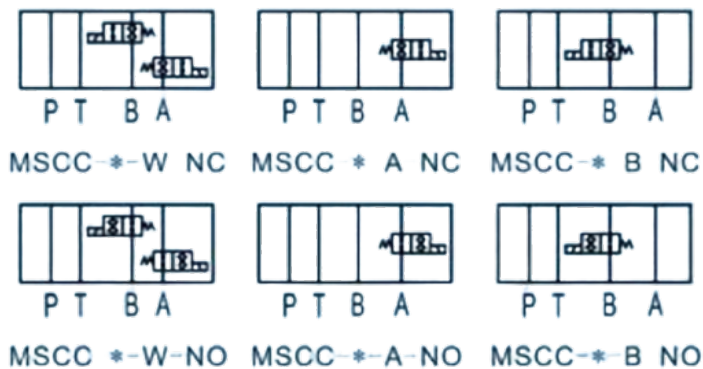 P T B A
P T B A
P T B A
MSCC-*-W NC
MSCC * A NC
MSCC-* B NC
P T B A
P T B A
P T B A
MSCC *-W-NO
MSCC-*-A-NO
MSCC-* B NO